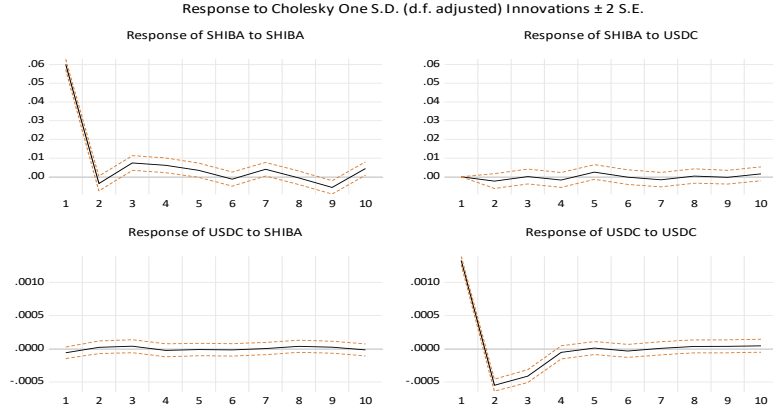 Response to Cholesky One S.D. (d.f. adjusted) Innovations ± 2 S.E.
Response of SHIBA to SHIBA
.06
.05
.04
.03
.02
.01
.00
1 2 3 4 5 6 7 8 9 10
Response of SHIBA to USDC
.06
.05
.04
.03
.02
.01
.00
1 2 3 4 5 6 7 8 9 10
Response of USDC to SHIBA
.0010
.0005
.0000
-.0005
1 2 3 4 5 6 7 8 9 10
Response of USDC to USDC
.0010
.0005
.0000
-.0005
1 2 3 4 5 6 7 8 9 10